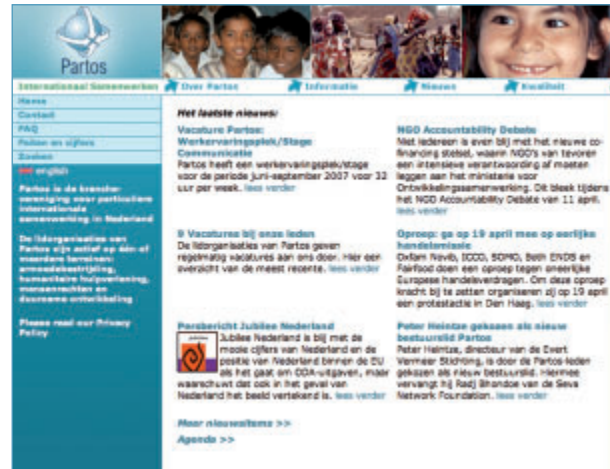 Partos
Internationaal Samenwerken
Over Partos
Informatie
Nieuws
Kwaliteit
Home
Contact
FAQ
Feiten en cijfers
Zoeken
english
Partos is de branche-
vereniging voor particuliere
internationale
samenwerking in Nederland
De lidorganisaties van
Partos zijn actief op één of
meerdere terreinen:
armoedebestrijding,
humanitaire hulpverlening,
mensenrechten en
duurzame ontwikkeling
Please read our Privacy
Policy
Het laatste nieuws:
Vacature Partos:
Werkervaringsplek/Stage
Communicatie
Partos heeft een werkervaringsplek/stage
voor de periode juni-september 2007 voor 32
uur per week. lees verder
NGO Accountability Debate
Niet iedereen is even blij met het nieuwe co-
financing stelsel, waarin NGO's van tevoren
een intensieve verantwoording af moeten
leggen aan het ministerie voor
Ontwikkelingssamenwerking. Dit bleek tijdens
het NGO Accountability Debate van 11 april.
lees verder
9 Vacatures bij onze leden
De lidorganisaties van Partos geven
regelmatig vacatures aan ons door. Hier een
overzicht van de meest recente. lees verder
Oproep: ga op 19 april mee op eerlijke
handelsmissie
Oxfam Novib, ICCO, SOMO, Both ENDS en
Fairfood doen een oproep tegen oneerlijke
Europese handelsverdragen. Om deze oproep
kracht bij te zetten organiseren zij op 19 april
een protestactie in Den Haag. lees verder
Persbericht Jubilee Nederland
Jubilee Nederland is blij met de
mooie cijfers van Nederland en de
positie van Nederland binnen de EU
als het gaat om ODA-uitgaven, maar
waarschuwt dat ook in het geval van
Nederland het beeld vertekend is. lees verder
Peter Heintze gekozen als nieuw
bestuurslid Partos
Peter Heintze, directeur van de Evert
Vermeer Stichting, is door de Partos-leden
gekozen als nieuw bestuurslid. Hiermee
vervangt hij Radj Bhondoe van de Seva
Network Foundation. lees verder
Meer nieuwsitems >>
Agenda >>